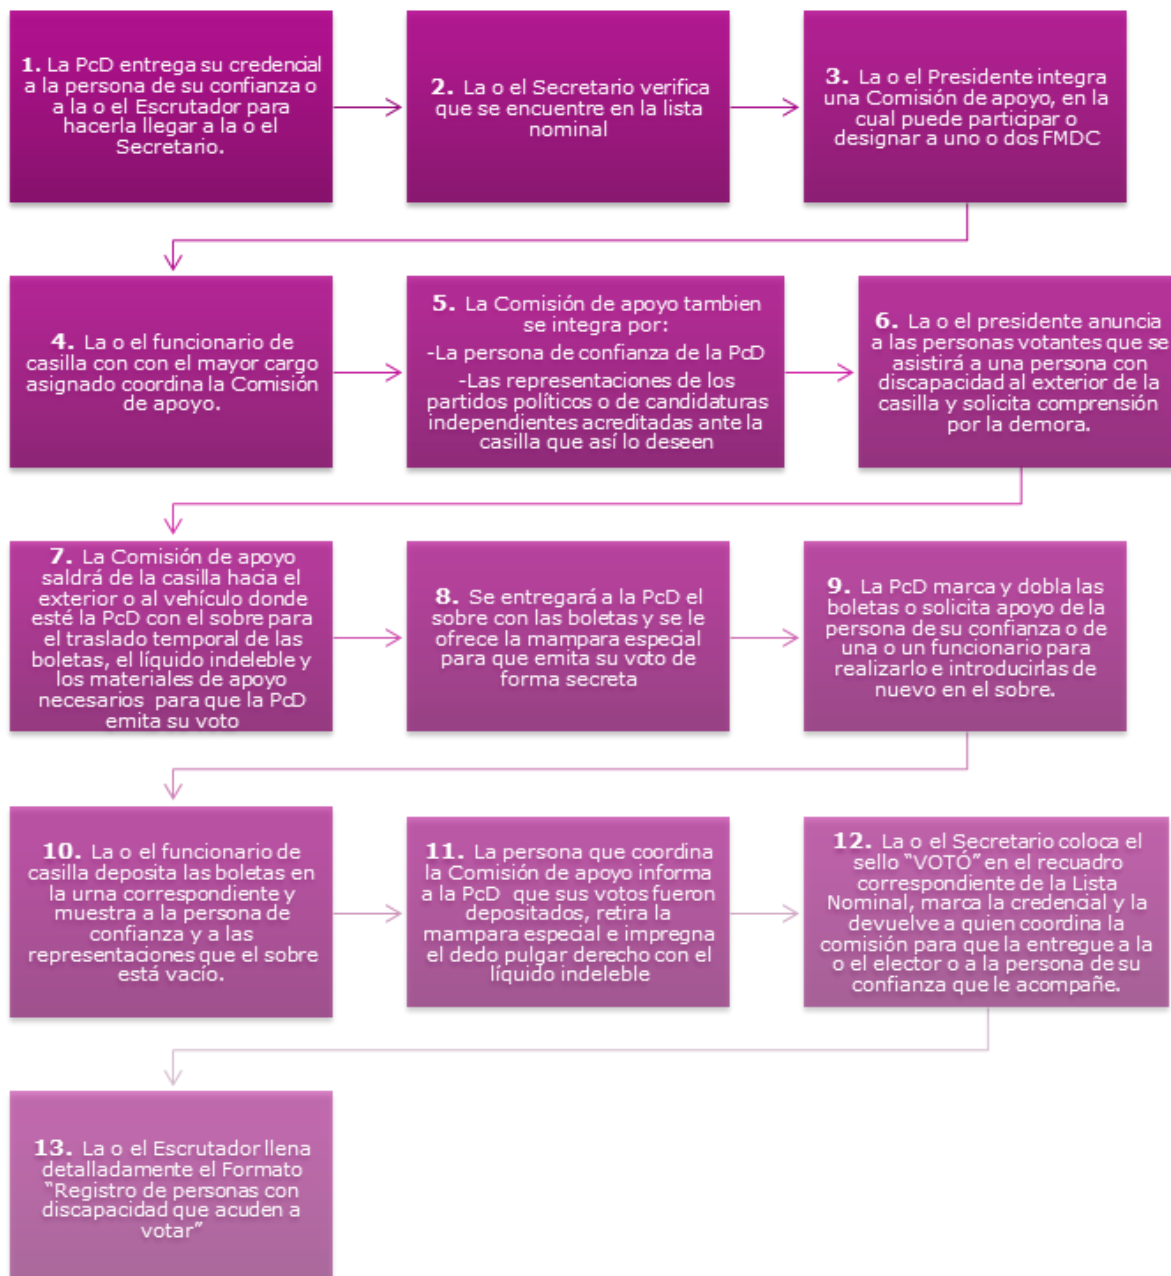 1. La PcD entrega su credencial
a la persona de su confianza o
a la o el Escrutador para
hacerla llegar a la o el
Secretario.
2. La o el Secretario verifica
que se encuentre en la lista
nominal
3. La o el Presidente integra
una Comisión de apoyo, en la
cual puede participar o
designar a uno o dos FMDC
4. La o el funcionario de
casilla con con el mayor cargo
asignado coordina la Comisión
de apoyo.
5. La Comisión de apoyo tambien
se integra por:
-La persona de confianza de la PcD
-Las representaciones de los
partidos políticos o de candidaturas
independientes acreditadas ante la
casilla que así lo deseen
6. La o el presidente anuncia
a las personas votantes que se
asistirá a una persona con
discapacidad al exterior de la
casilla y solicita comprensión
por la demora.
7. La Comisión de apoyo
saldrá de la casilla hacia el
exterior o al vehículo donde
esté la PcD con el sobre para
el traslado temporal de las
boletas, el líquido indeleble y
los materiales de apoyo
necesarios para que la PcD
emita su voto
8. Se entregará a la PcD el
sobre con las boletas y se le
ofrece la mampara especial
para que emita su voto de
forma secreta
9. La PcD marca y dobla las
boletas o solicita apoyo de la
persona de su confianza o de
una o un funcionario para
realizarlo e introducirlas de
nuevo en el sobre.
10. La o el funcionario de
casilla deposita las boletas en
la urna correspondiente y
muestra a la persona de
confianza y a las
representaciones que el sobre
está vacío.
11. La persona que coordina
la Comisión de apoyo informa
a la PcD que sus votos fueron
depositados, retira la
mampara especial e impregna
el dedo pulgar derecho con el
líquido indeleble
12. La o el Secretario coloca el
sello "VOTÓ" en el recuadro
correspondiente de la Lista
Nominal, marca la credencial y la
devuelve a quien coordina la
comisión para que la entregue a la
o el elector o a la persona de su
confianza que le acompañe.
13. La o el Escrutador llena
detalladamente el Formato
"Registro de personas con
discapacidad que acuden a
votar"